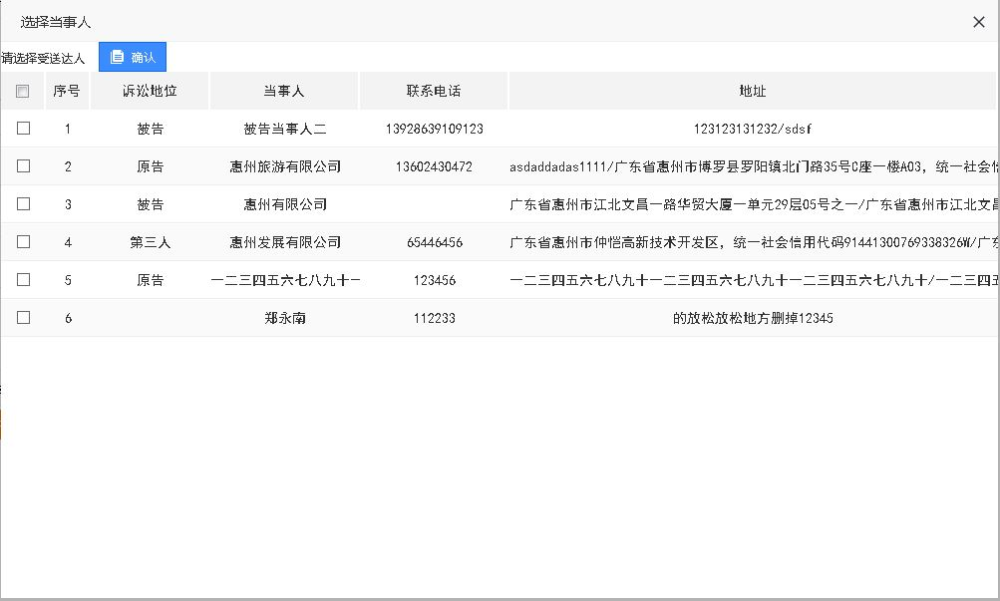 选择当事人
请选择受送达人 确认
序号 诉讼地位 当事人 联系电话 地址
1 被告 被告当事人二 13928639109123 123123131232/sdsf
2 原告 惠州旅游有限公司 13602430472 asdaddadas1111/广东省惠州市博罗县罗阳镇北门路35号C座一楼A03，统一社会信
3 被告 惠州有限公司 广东省惠州市江北文昌一路华贸大厦一单元29层05号之一/广东省惠州市江北文昌
4 第三人 惠州发展有限公司 65446456 广东省惠州市仲恺高新技术开发区，统一社会信用代码91441300769338326W/广东
5 原告 一二三四五六七八九十一 123456 一二三四五六七八九十一二三四五六七八九十一二三四五六七八九十/一二三四五
6 郑永南 112233 的放松放松地方删掉12345